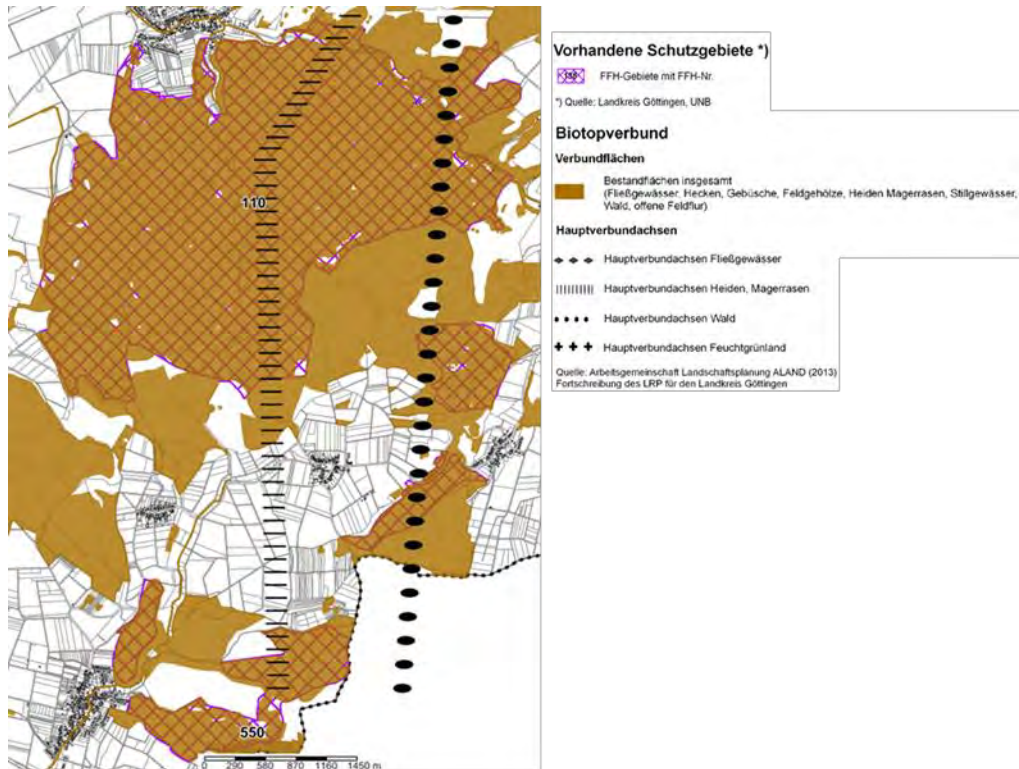 110
550
0 290 580 870 1160 1450 m
Vorhandene Schutzgebiete *)
FFH-Gebiete mit FFH-Nr.
*) Quelle: Landkreis Göttingen, UNB
Biotopverbund
Verbundflächen
Bestandflächen insgesamt
(Fließgewässer, Hecken, Gebüsche, Feldgehölze, Heiden Magerrasen, Stillgewässer,
Wald, offene Feldflur)
Hauptverbundachsen
Hauptverbundachsen Fließgewässer
Hauptverbundachsen Heiden, Magerrasen
Hauptverbundachsen Wald
Hauptverbundachsen Feuchtgrünland
Quelle: Arbeitsgemeinschaft Landschaftsplanung ALAND (2013)
Fortschreibung des LRP für den Landkreis Göttingen